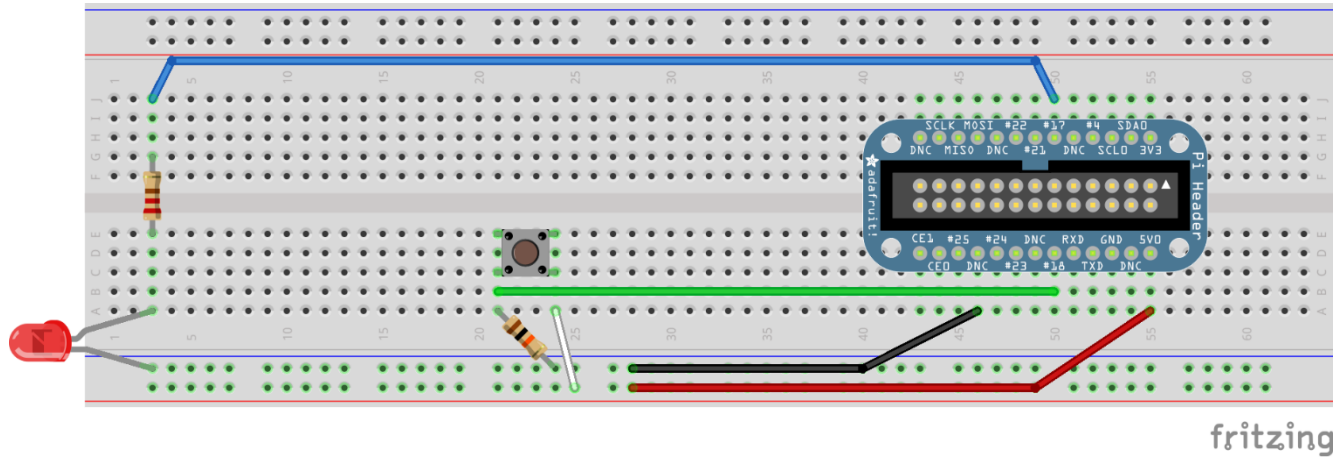 1 5 10 15 20 25 30 35 40 45 50 55 60
J J
I I
H H
G G
F F
SCLK MOSI #22 #17 #4 SDA0
DNC MISO DNC #21 DNC SCL0 3V3
adafruit!
Pi Header
CE1 #25 #24 DNC RXD GND 5V0
CE0 DNC #23 #18 TXD DNC
E E
D D
C C
B B
A A
1 5 10 15 20 25 30 35 40 45 50 55 60
fritzing